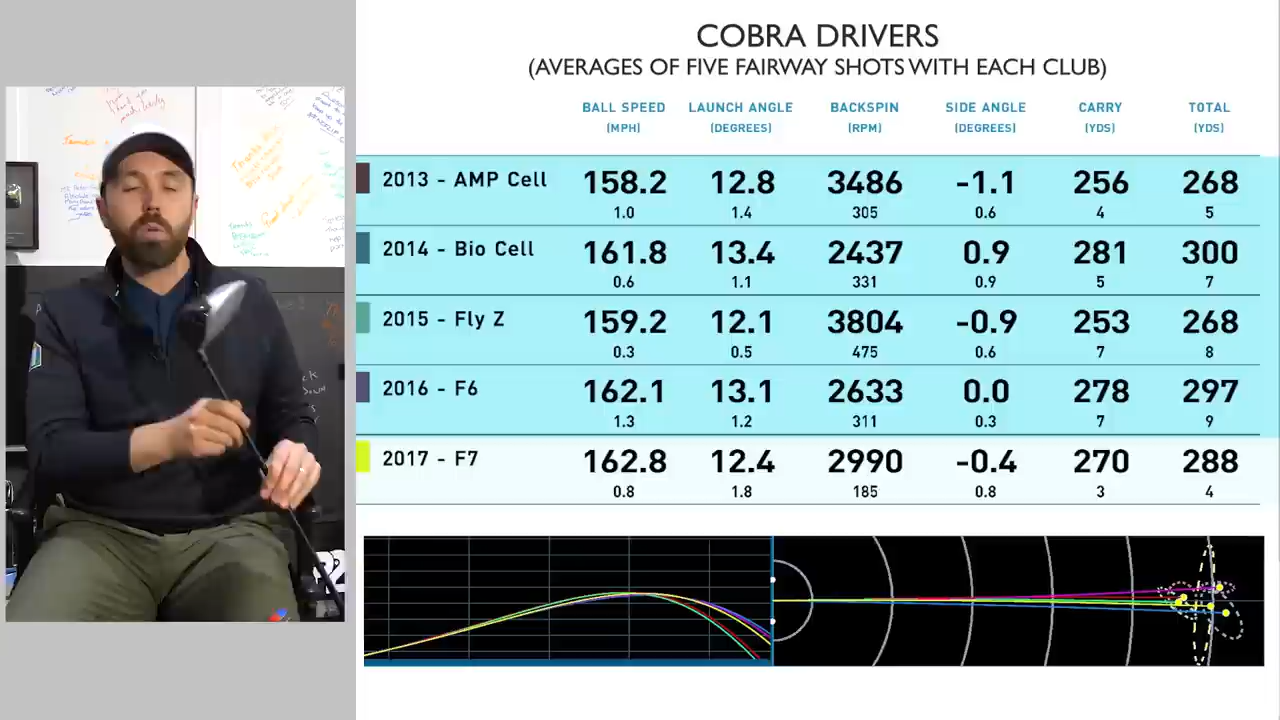 COBRA DRIVERS
(AVERAGES OF FIVE FAIRWAY SHOTS WITH EACH CLUB)
BALL SPEED LAUNCH ANGLE BACKSPIN SIDE ANGLE CARRY TOTAL
(MPH) (DEGREES) (RPM) (DEGREES) (YDS) (YDS)
2013 - AMP Cell 158.2 12.8 3486 -1.1 256 268
1.0 1.4 305 0.6 4 5
2014 - Bio Cell 161.8 13.4 2437 0.9 281 300
0.6 1.1 331 0.9 5 7
2015 - Fly Z 159.2 12.1 3804 -0.9 253 268
0.3 0.5 475 0.6 7 8
2016 - F6 162.1 13.1 2633 0.0 278 297
1.3 1.2 311 0.3 7 9
2017 - F7 162.8 12.4 2990 -0.4 270 288
0.8 1.8 185 0.8 3 4